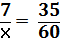 7/x = 35/60